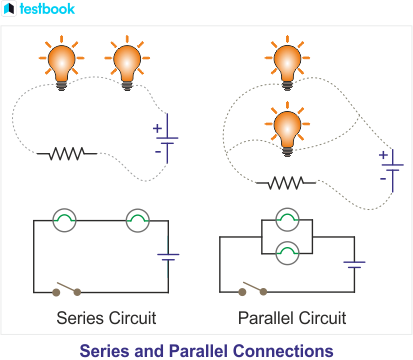 testbook
+
-
+
-
Series Circuit
Parallel Circuit
Series and Parallel Connections